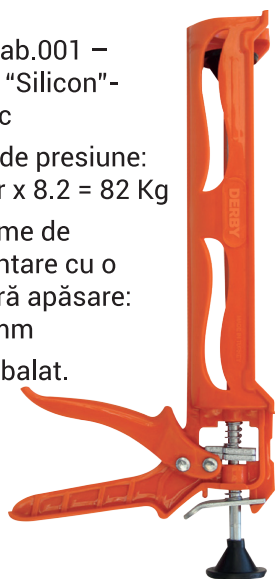 ab.001 –
“Silicon”-
c
de presiune:
r x 8.2 = 82 Kg
me de
ntare cu o
ră apăsare:
nm
balat.
DERBY